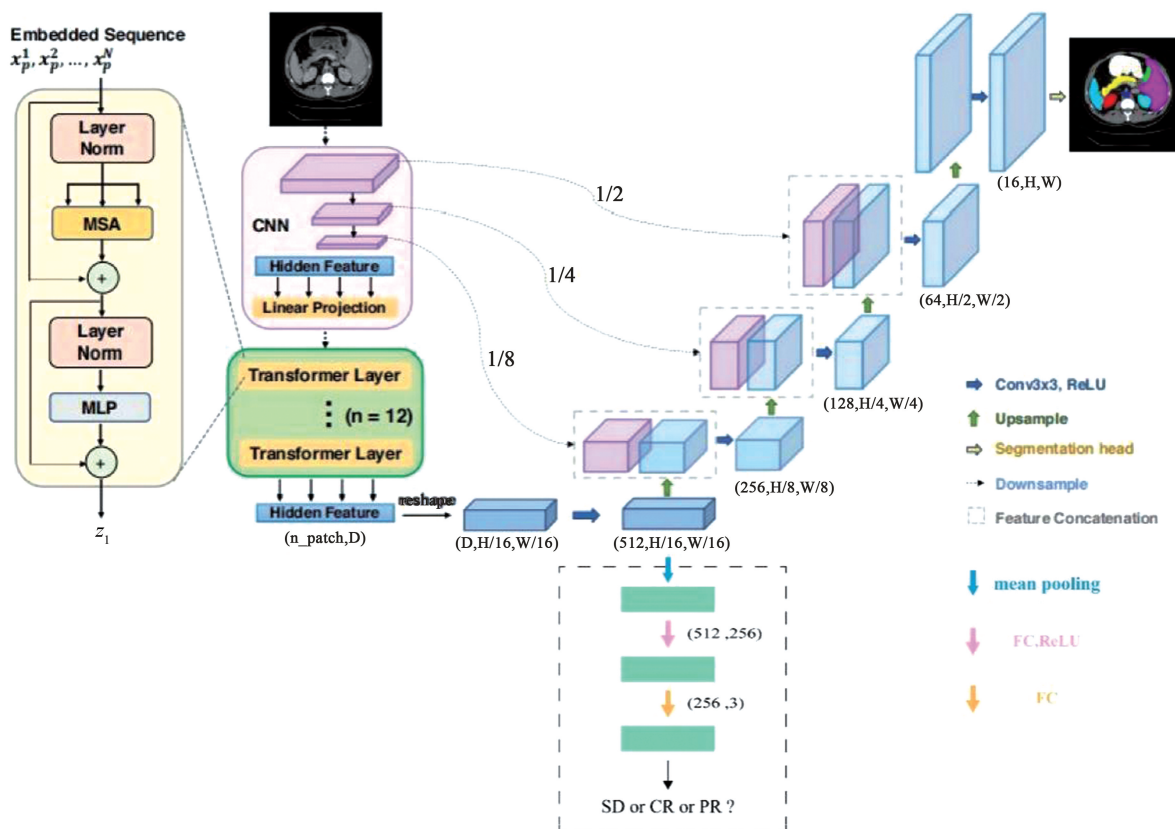 Embedded Sequence
x_p^1, x_p^2, ..., x_p^N
Layer
Norm
MSA
+
Layer
Norm
MLP
+
z_1
CNN
Hidden Feature
Linear Projection
Transformer Layer
(n = 12)
Transformer Layer
Hidden Feature
(n_patch,D)
reshape
(D,H/16,W/16)
(512,H/16,W/16)
1/2
1/4
1/8
(256,H/8,W/8)
(128,H/4,W/4)
(64,H/2,W/2)
(16,H,W)
(512 ,256)
(256 ,3)
SD or CR or PR ?
Conv3x3, ReLU
Upsample
Segmentation head
Downsample
Feature Concatenation
mean pooling
FC,ReLU
FC